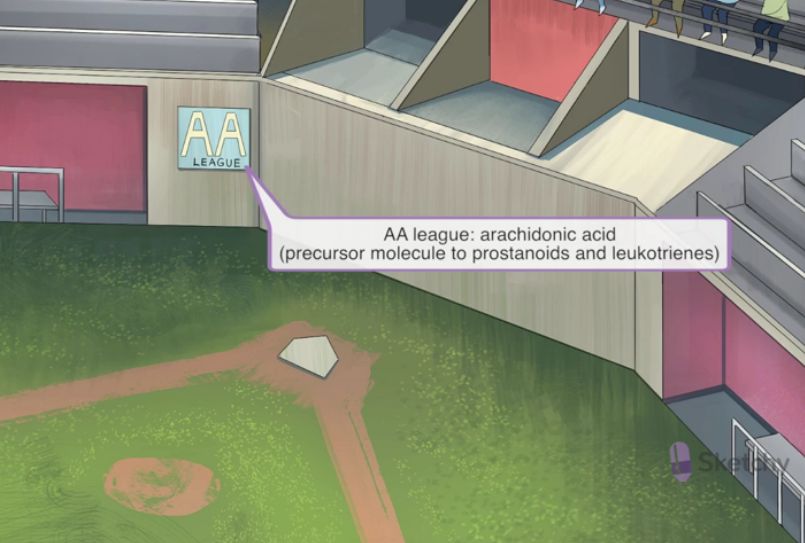 AA
LEAGUE
AA league: arachidonic acid
(precursor molecule to prostanoids and leukotrienes)
Sketchy